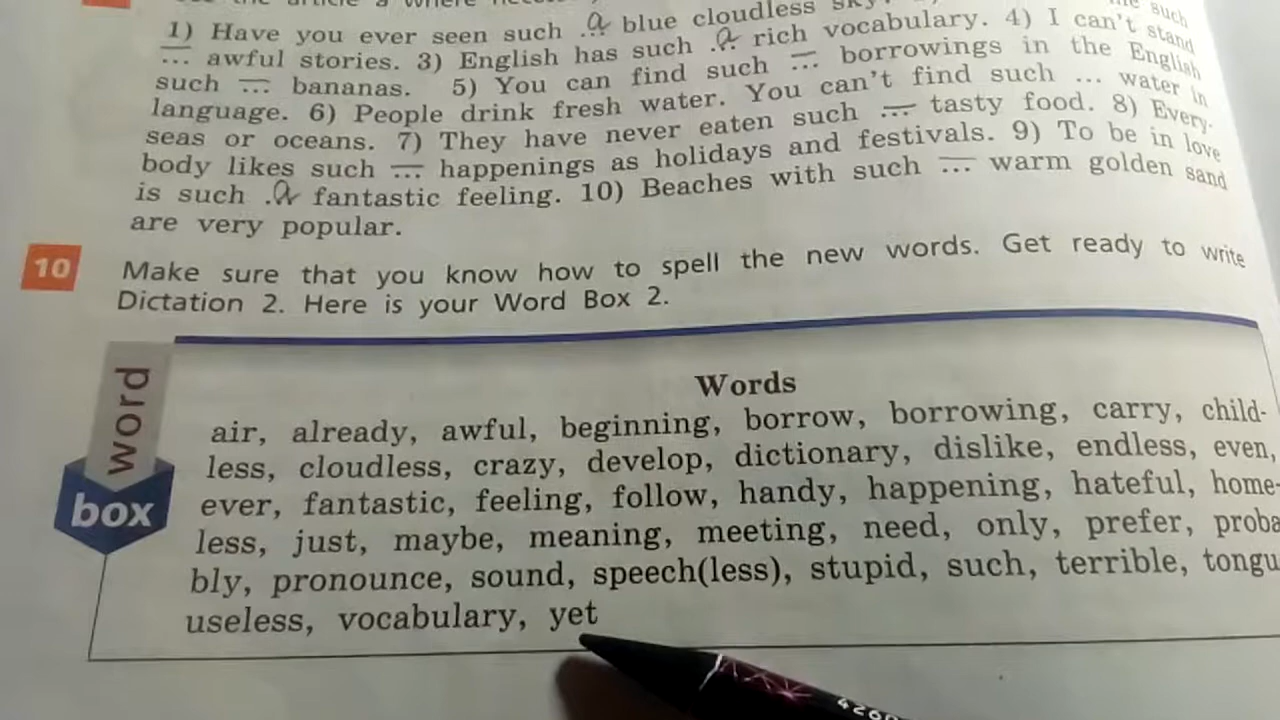 1) Have you ever seen such .a. blue cloudless sky
such
... awful stories. 3) English has such .a. rich vocabulary. 4) I can't stand
such ... bananas. 5) You can find such ... borrowings in the English
language. 6) People drink fresh water. You can't find such ... water in
seas or oceans. 7) They have never eaten such ... tasty food. 8) Every-
body likes such ... happenings as holidays and festivals. 9) To be in love
is such .a fantastic feeling. 10) Beaches with such ... warm golden sand
are very popular.
10 Make sure that you know how to spell the new words. Get ready to write
Dictation 2. Here is your Word Box 2.
word
box
Words
air, already, awful, beginning, borrow, borrowing, carry, child-
less, cloudless, crazy, develop, dictionary, dislike, endless, even,
ever, fantastic, feeling, follow, handy, happening, hateful, home-
less, just, maybe, meaning, meeting, need, only, prefer, proba
bly, pronounce, sound, speech(less), stupid, such, terrible, tongu
useless, vocabulary, yet